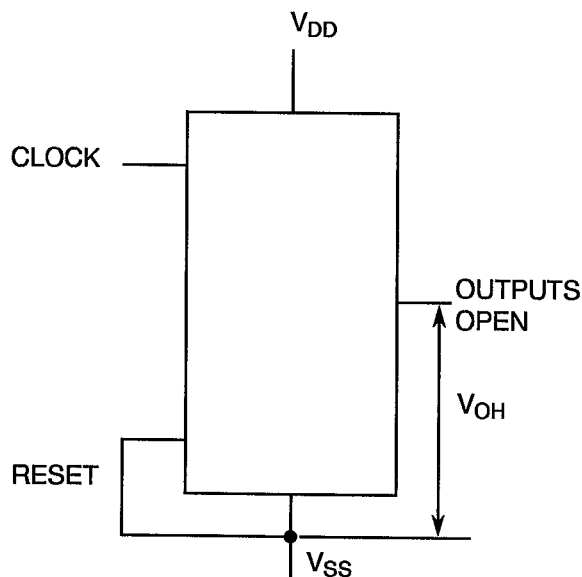 VDD
CLOCK
OUTPUTS
OPEN
VOH
RESET
VSS